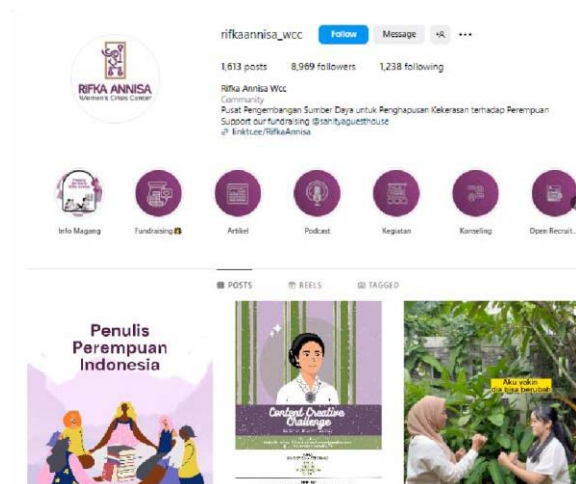 RIFKA ANNISA
Women's Crisis Center
rifkaannisa_wcc Follow Message
1,613 posts 8,969 followers 1,238 following
Rifka Annisa Wcc
Community
Pusat Pengembangan Sumber Daya untuk Penghapusan Kekerasan terhadap Perempuan
Support our fundraising @sahityaguesthouse
linktr.ee/RifkaAnnisa
Info Magang Fundraising Artikel Podcast Kegiatan Konseling Open Recruit...
POSTS REELS TAGGED
Penulis
Perempuan
Indonesia
Content Creative
Challenge
Aku yakin
dia bisa berubah